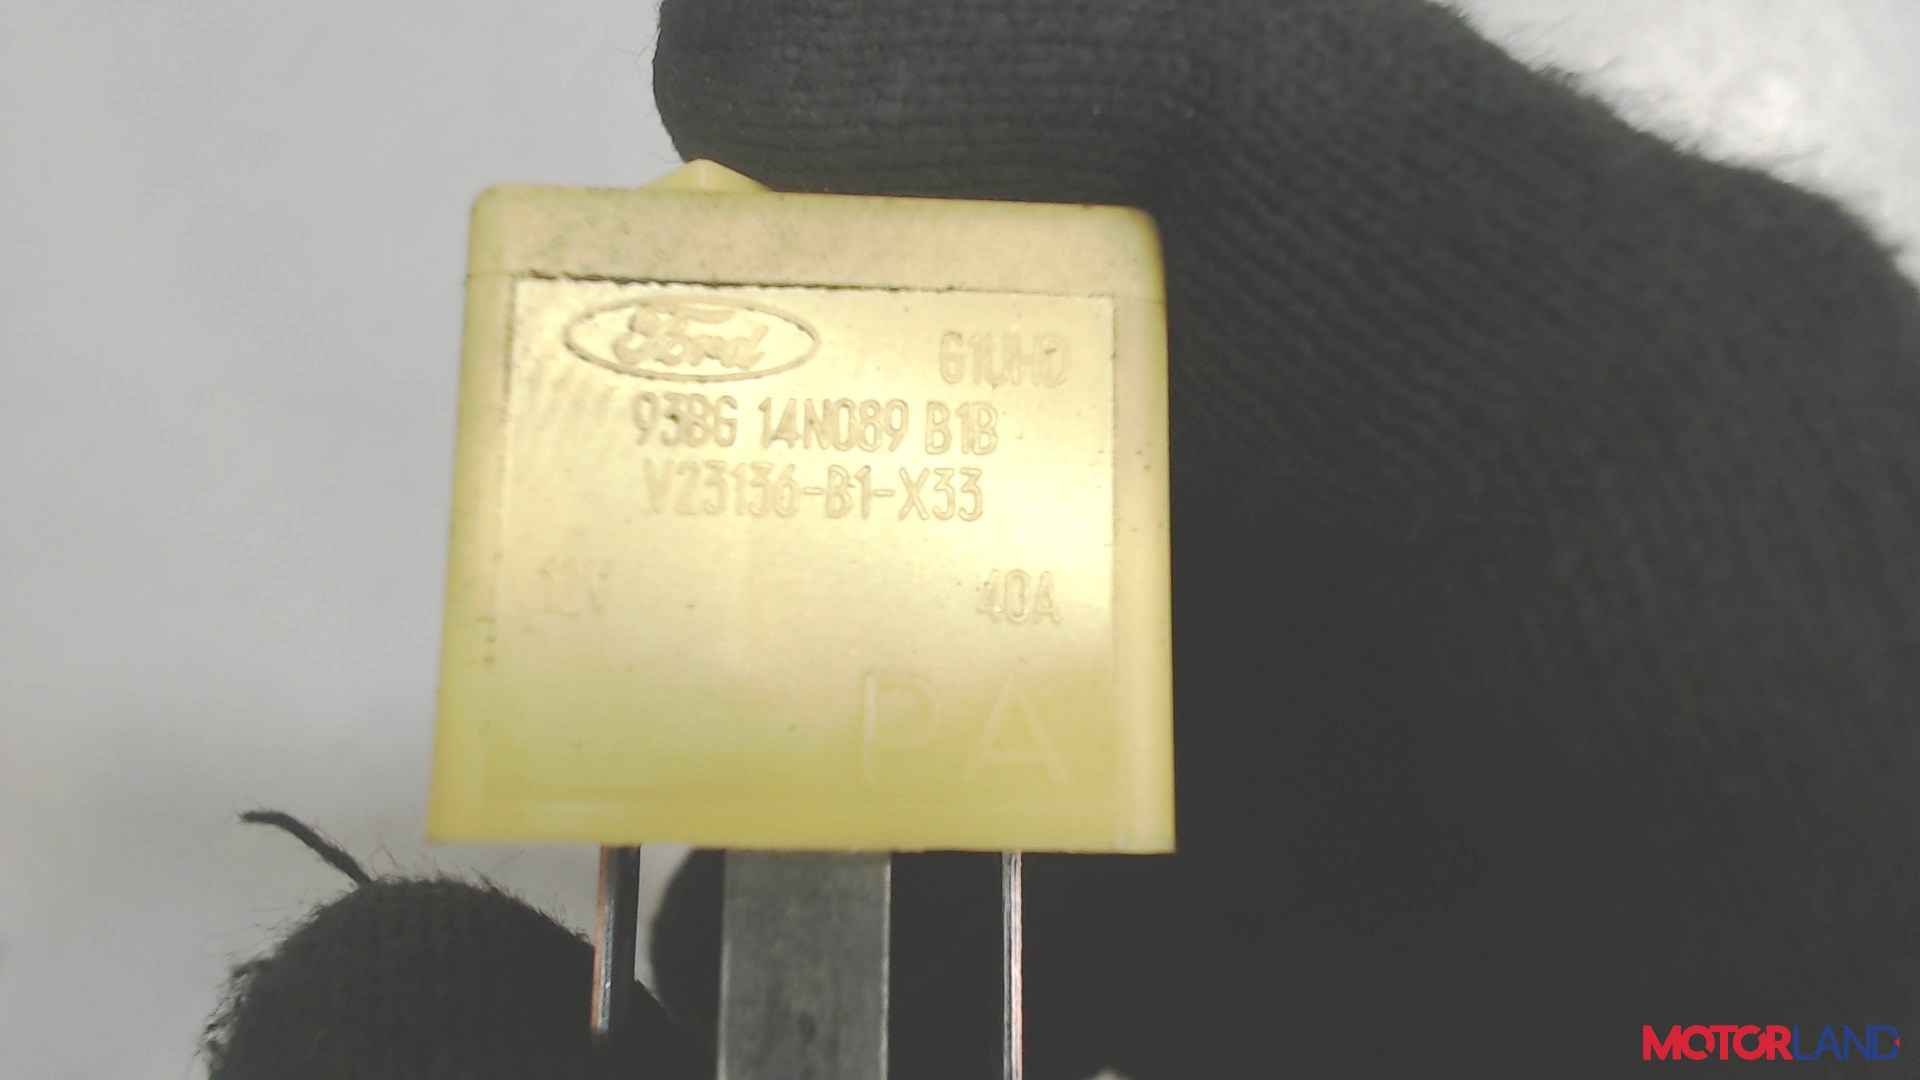 Ford
G1UHD
93BG 14N089 B1B
V23136-B1-X33
12V
40A
PA
MOTORLAND